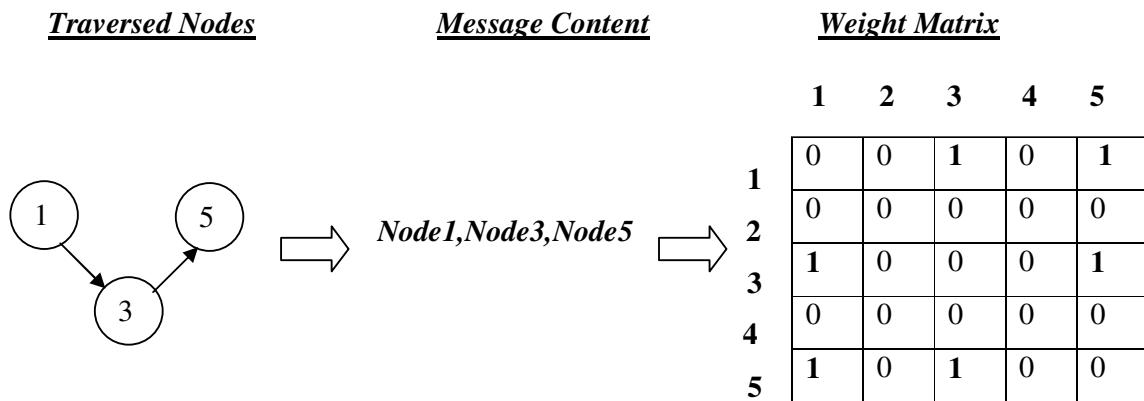 Traversed Nodes
Message Content
Weight Matrix
1 5
3
Node1,Node3,Node5
1 2 3 4 5
1 0 0 1 0 1
2 0 0 0 0 0
3 1 0 0 0 1
4 0 0 0 0 0
5 1 0 1 0 0